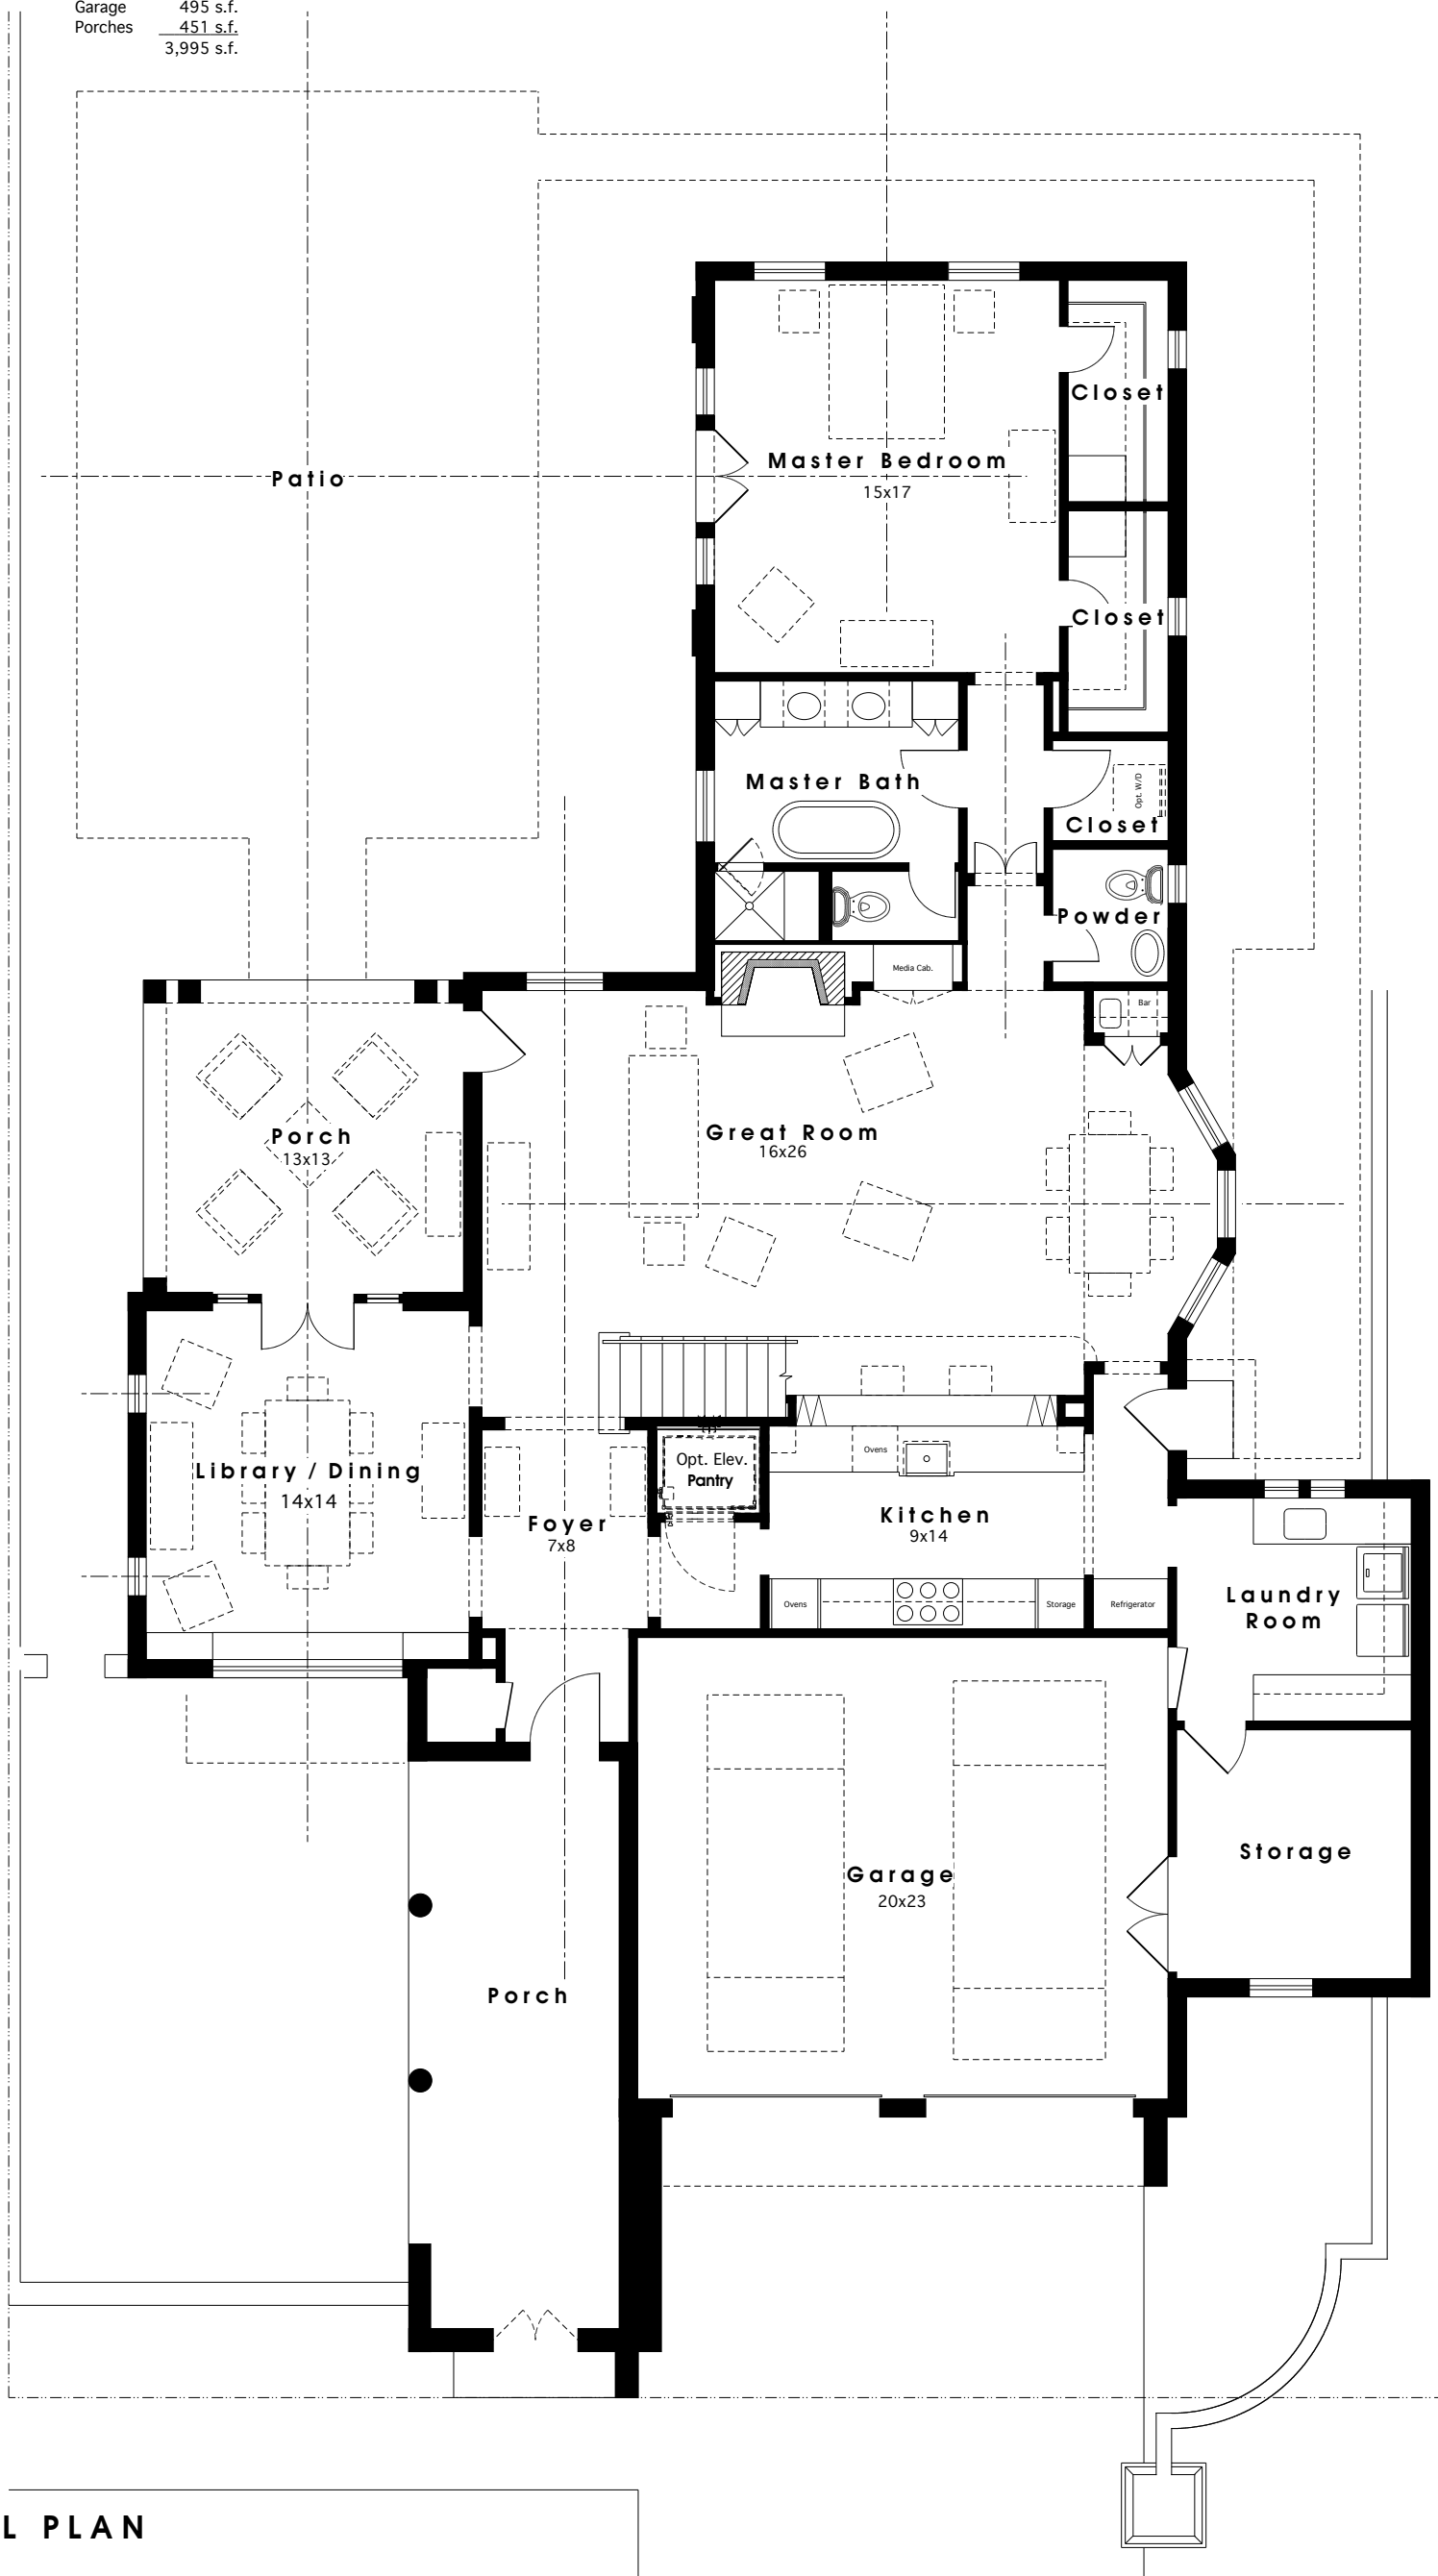 Garage 495 s.f.
Porches 451 s.f.
3,995 s.f.
Closet
Master Bedroom
15x17
Patio
Closet
Master Bath
Opt. W/D
Closet
Powder
Media Cab.
Bar
Porch
13x13
Great Room
16x26
Library / Dining
14x14
Opt. Elev.
Pantry
Ovens
Kitchen
9x14
Foyer
7x8
Ovens
Storage
Refrigerator
Laundry
Room
Garage
20x23
Storage
Porch
L PLAN